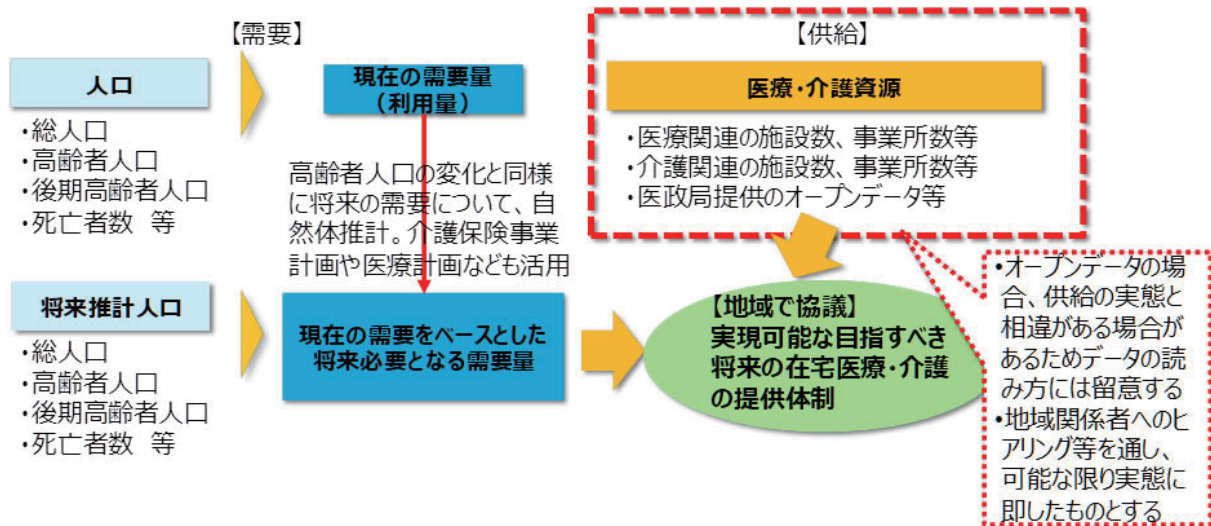 【需要】
人口
・総人口
・高齢者人口
・後期高齢者人口
・死亡者数 等
現在の需要量
（利用量）
高齢者人口の変化と同様
に将来の需要について、自
然体推計。介護保険事業
計画や医療計画なども活用
将来推計人口
・総人口
・高齢者人口
・後期高齢者人口
・死亡者数 等
現在の需要をベースとした
将来必要となる需要量
【供給】
医療・介護資源
・医療関連の施設数、事業所数等
・介護関連の施設数、事業所数等
・医政局提供のオープンデータ等
【地域で協議】
実現可能な目指すべき
将来の在宅医療・介護
の提供体制
・オープンデータの場
合、供給の実態と
相違がある場合が
あるためデータの読
み方には留意する
・地域関係者へのヒ
アリング等を通し、
可能な限り実態に
即したものとする